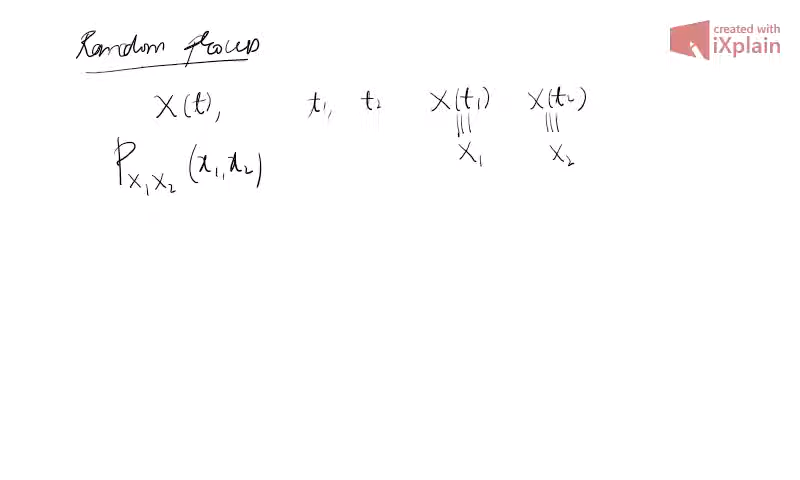 Random process
created with
iXplain
X(t), t₁, t₂ X(t₁) X(t₂)
||| |||
X₁ X₂
P_{X₁X₂}(x₁, x₂)